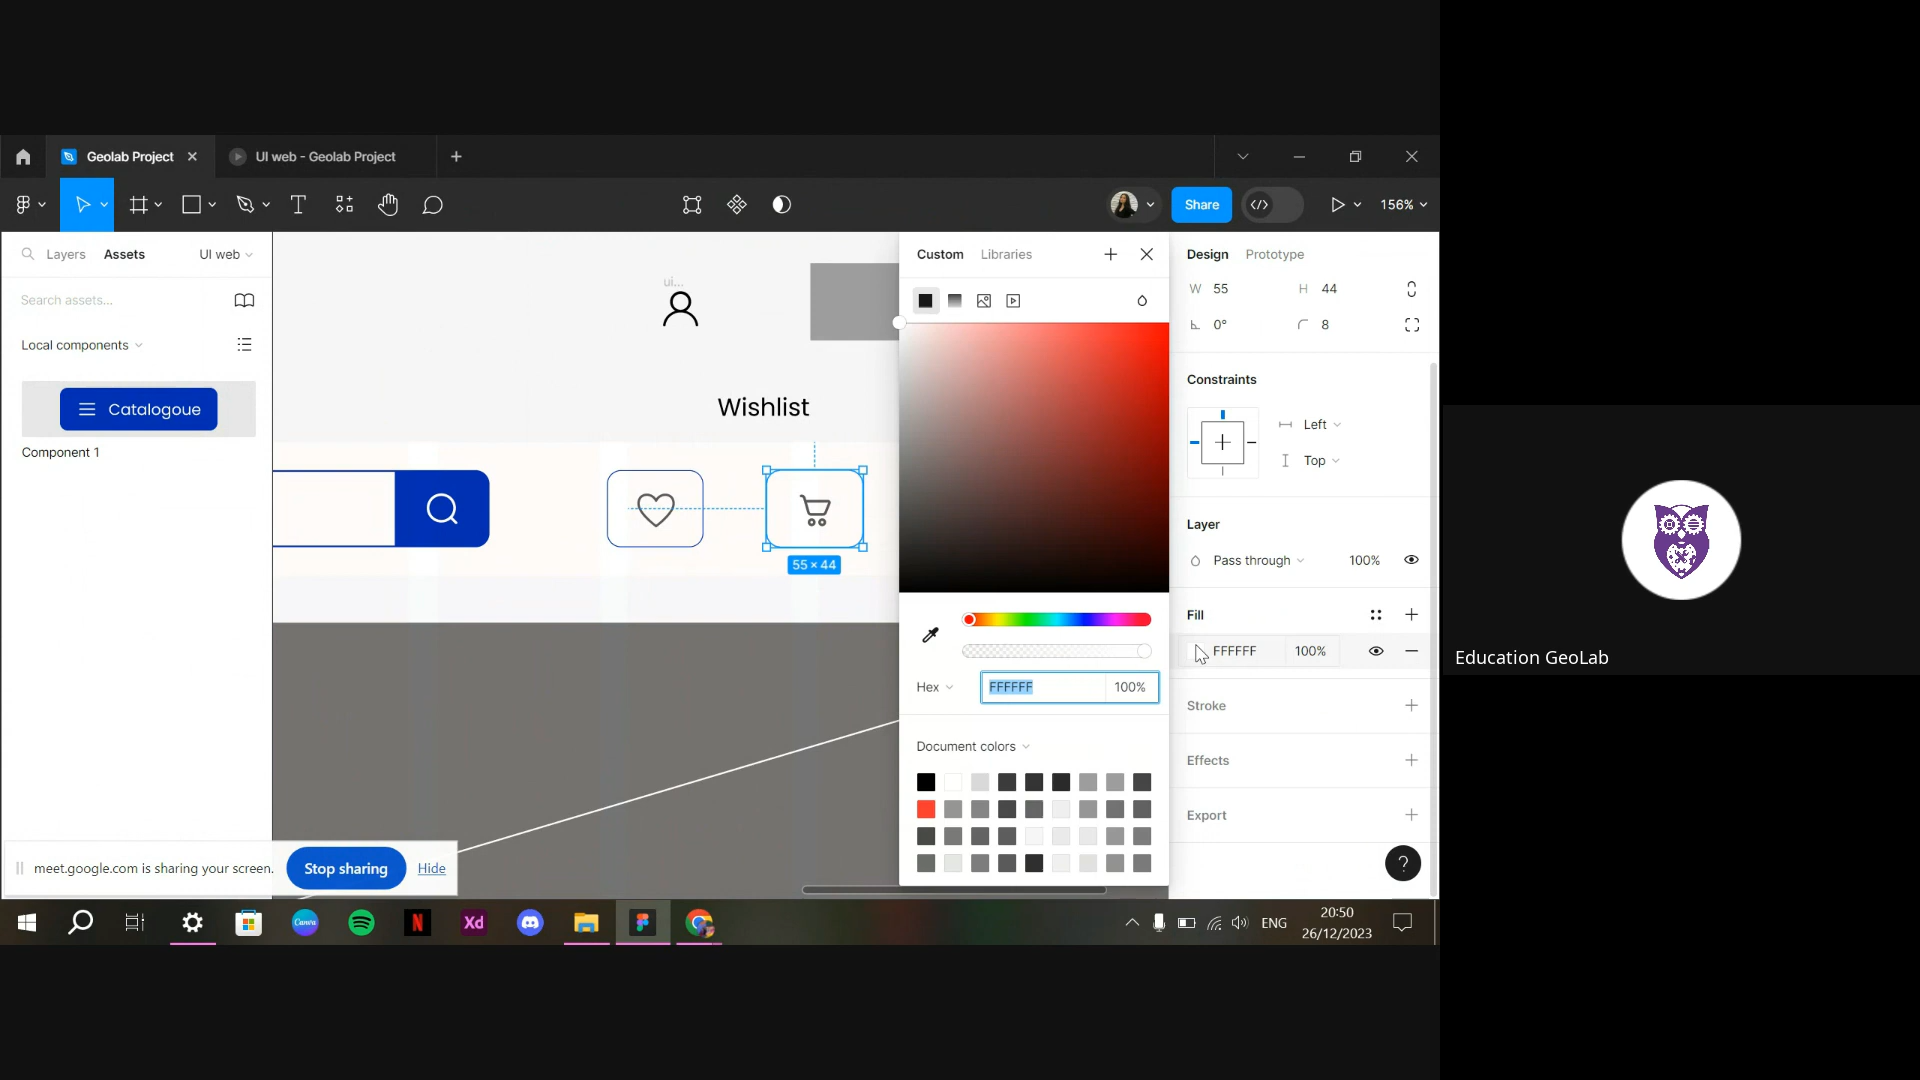 Geolab Project
UI web - Geolab Project
Share
156%
Layers
Assets
UI web
Search assets...
Local components
Catalogoue
Component 1
ui...
Wishlist
55 × 44
Custom
Libraries
Hex
FFFFFF
100%
Document colors
Design
Prototype
W
55
H
44
0°
8
Constraints
Left
Top
Layer
Pass through
100%
Fill
FFFFFF
100%
Stroke
Effects
Export
?
meet.google.com is sharing your screen.
Stop sharing
Hide
Canva
N
Xd
ENG
20:50
26/12/2023
Education GeoLab